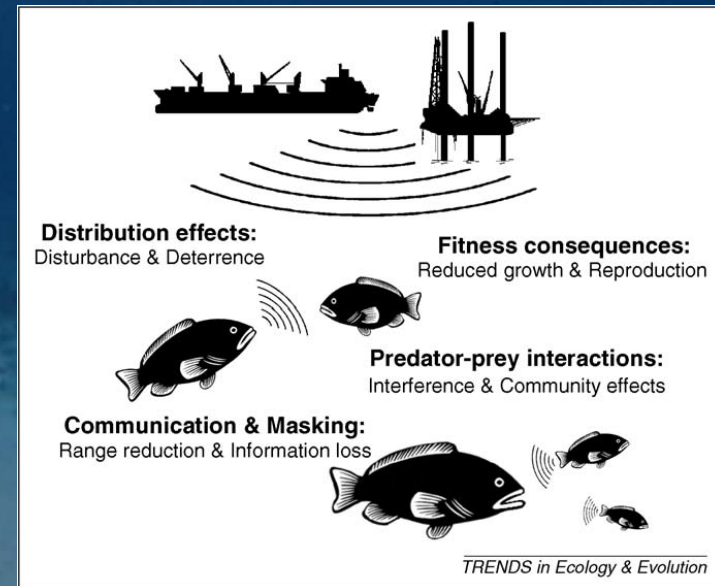 Distribution effects:
Disturbance & Deterrence
Fitness consequences:
Reduced growth & Reproduction
Predator-prey interactions:
Interference & Community effects
Communication & Masking:
Range reduction & Information loss
TRENDS in Ecology & Evolution